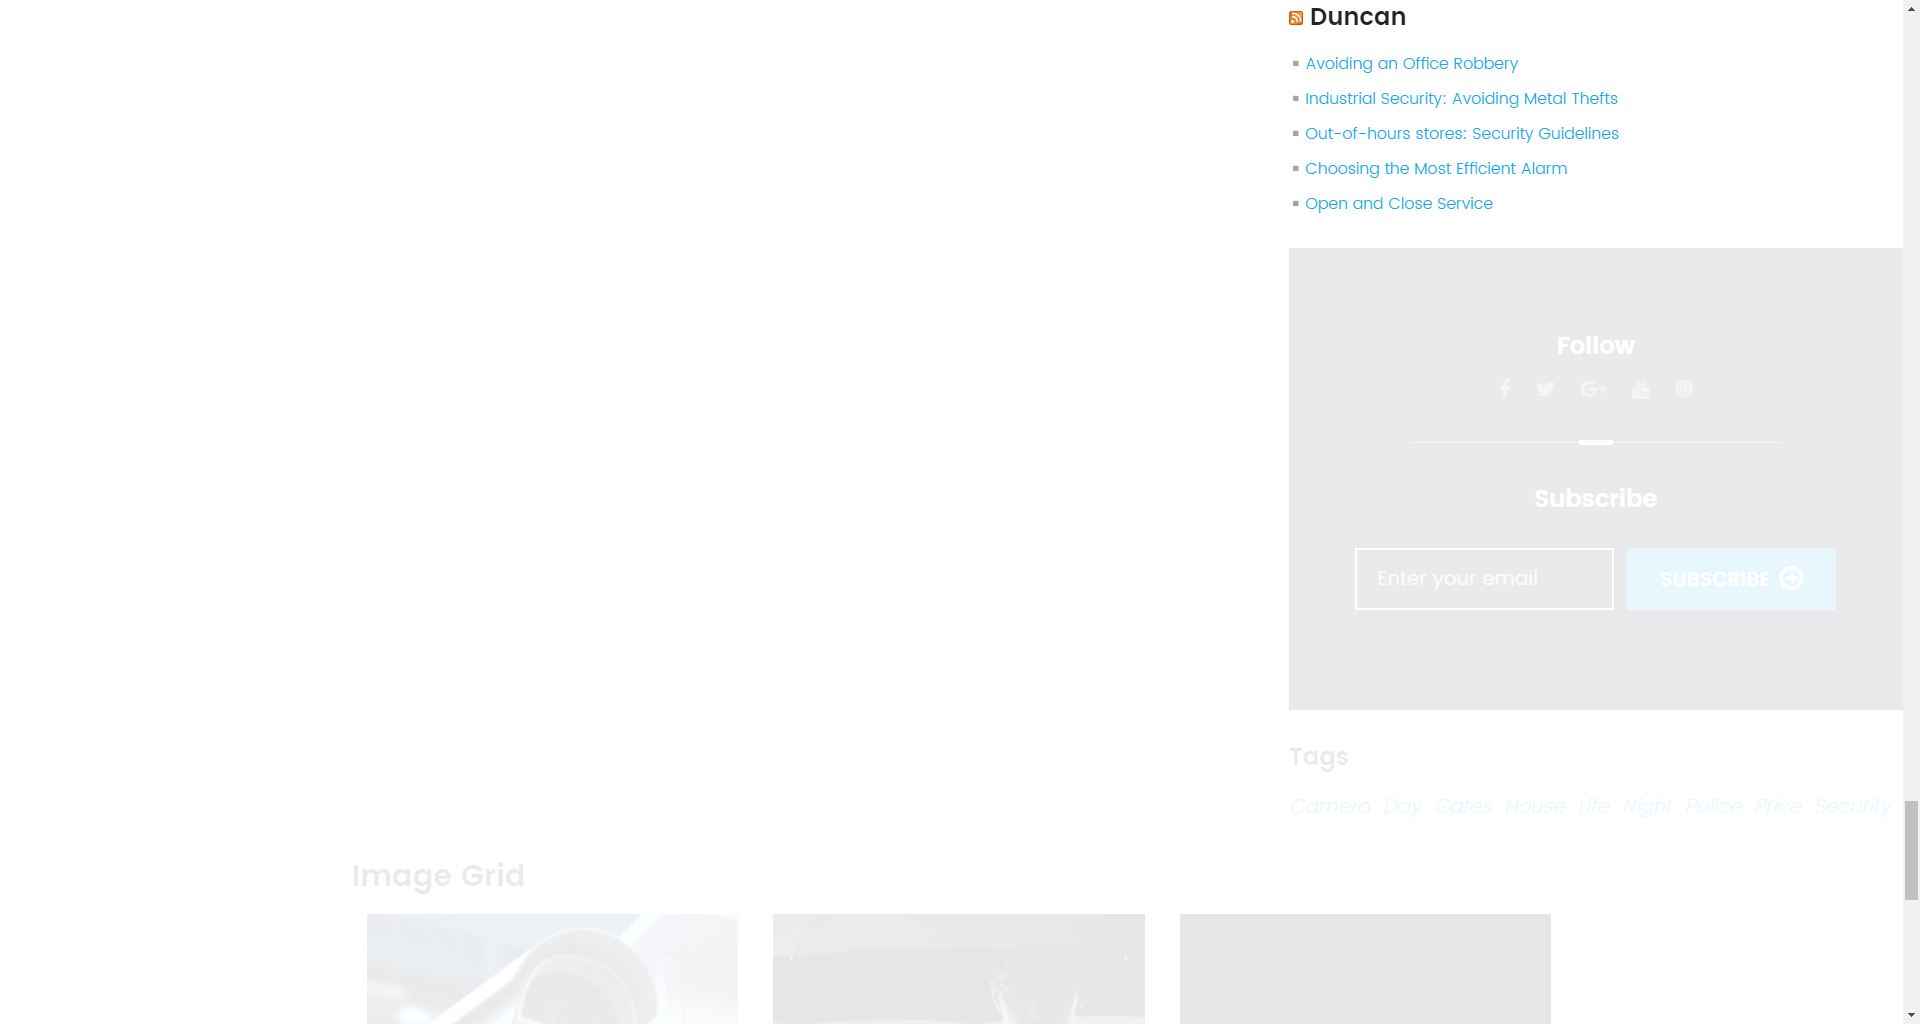 Duncan
Avoiding an Office Robbery
Industrial Security: Avoiding Metal Thefts
Out-of-hours stores: Security Guidelines
Choosing the Most Efficient Alarm
Open and Close Service
Follow
Subscribe
Enter your email
SUBSCRIBE
Tags
Camera Day Gates House Life Night Police Price Security
Image Grid